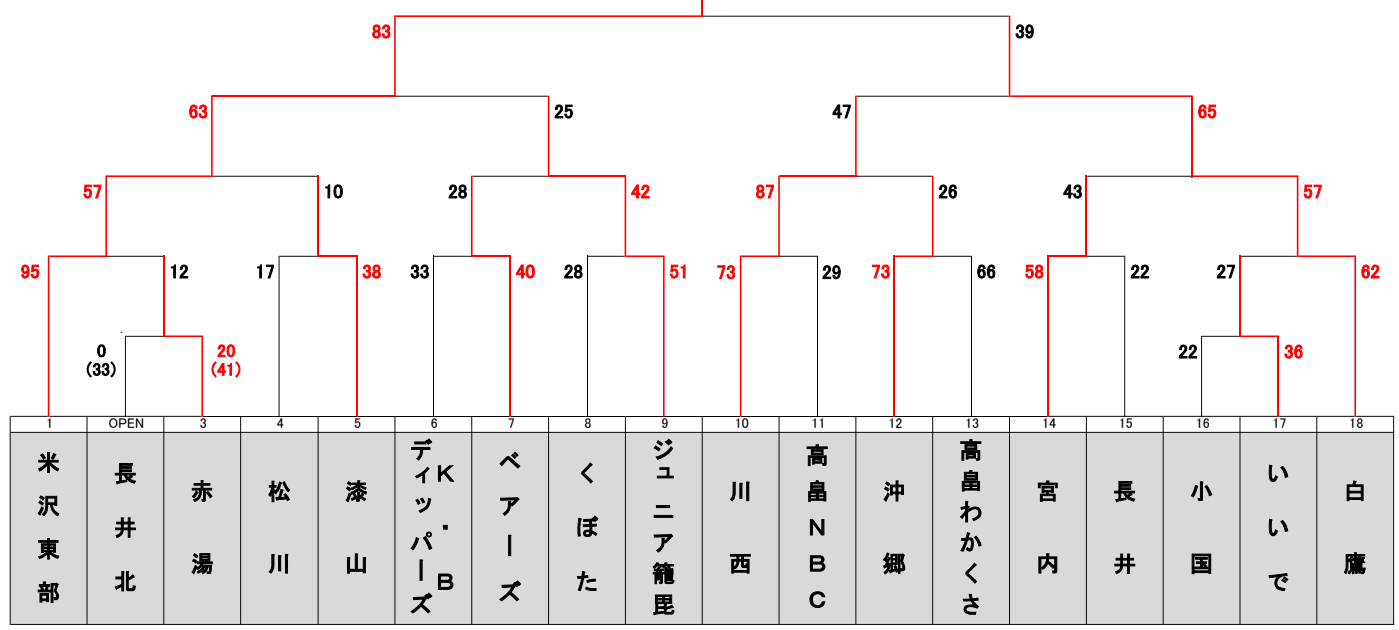 83 39
63 25 47 65
57 10 28 42 87 26 43 57
95 12 17 38 33 40 28 51 73 29 73 66 58 22 27 62
0 20 22 36
(33) (41)
1 OPEN 3 4 5 6 7 8 9 10 11 12 13 14 15 16 17 18
米沢東部
長井北
赤湯
松川
漆山
K・B
ディッパーズ
ベアーズ
くぼた
ジュニア籠毘
川西
高畠NBC
沖郷
高畠わかくさ
宮内
長井
小国
いいで
白鷹